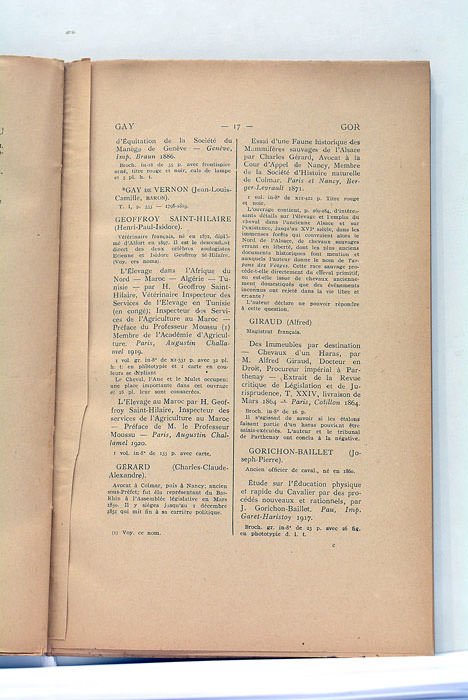 GAY — 17 — GOR
d'Équitation de la Société du
Manège de Genève — Genève,
Imp. Braun 1886.
Broch. in-18 de 35 p. avec frontispice
orné, titre rouge et noir, culs de lampe
et 5 pl. h. t.
*GAY DE VERNON (Jean-Louis-
Camille, BARON).
T. I, p. 533 — 1796-1863.
GEOFFROY SAINT-HILAIRE
(Henri-Paul-Isidore).
Vétérinaire français, né en 1872, diplô-
mé d'Alfort en 1897. Il est le descendant
direct des deux célèbres zoologistes
Etienne et Isidore Geoffroy St-Hilaire.
(Voy. ces noms).
L'Elevage dans l'Afrique du
Nord — Maroc — Algérie — Tu-
nisie — par H. Geoffroy Saint-
Hilaire, Vétérinaire Inspecteur des
Services de l'Elevage en Tunisie
(en congé); Inspecteur des Servi-
ces de l'Agriculture au Maroc —
Préface du Professeur Moussu (1)
Membre de l'Académie d'Agricul-
ture. Paris, Augustin Challa-
mel 1919.
1 vol. gr. in-8° de XI-531 p. avec 32 pl.
h. t. en phototypie et 1 carte en cou-
leurs se dépliant
Le Cheval, l'Ane et le Mulet occupent
une place importante dans cet ouvrage
et 16 pl. leur sont consacrées.
L'Elevage au Maroc par H. Geof-
froy Saint-Hilaire, Inspecteur des
services de l'Agriculture au Maroc
— Préface de M. le Professeur
Moussu — Paris, Augustin Chal-
lamel 1920.
1 vol. in-8° de 155 p. avec carte.
GÉRARD (Charles-Claude-
Alexandre).
Avocat à Colmar, puis à Nancy; ancien
sous-Préfet; fut élu représentant du Bas-
Rhin à l'Assemblée législative en Mars
1850. Il y siégea jusqu'au 2 décembre
1851 qui mit fin à sa carrière politique.
(1) Voy. ce nom.
Essai d'une Faune historique des
Mammifères sauvages de l'Alsace
par Charles Gérard, Avocat à la
Cour d'Appel de Nancy, Membre
de la Société d'Histoire naturelle
de Colmar. Paris et Nancy, Ber-
ger-Levrault 1871.
1 vol. in-8° de XII-421 p. Titre rouge
et noir.
L'ouvrage contient, p. 263-284, d'intéres-
sants détails sur l'élevage et l'emploi du
cheval dans l'ancienne Alsace et sur
l'existence, jusqu'au XVIe siècle, dans les
immenses forêts qui couvraient alors le
Nord de l'Alsace, de chevaux sauvages
errant en liberté, dont les plus anciens
documents historiques font mention et
auxquels l'auteur donne le nom de Tar-
pans des Vosges. Cette race sauvage pro-
cède-t-elle directement du cheval primitif,
ou est-elle issue de chevaux ancienne-
ment domestiqués que des événements
inconnus ont rejeté dans la vie libre et
errante ?
L'auteur déclare ne pouvoir répondre
à cette question.
GIRAUD (Alfred)
Magistrat français.
Des Immeubles par destination
— Chevaux d'un Haras, par
M. Alfred Giraud, Docteur en
Droit, Procureur impérial à Par-
thenay — Extrait de la Revue
critique de Législation et de Ju-
risprudence, T. XXIV, livraison de
Mars 1864 — Paris, Cotillon 1864.
Broch. in-8° de 16 p.
Il s'agissait de savoir si les étalons
faisant partie d'un haras pouvaient être
saisis-exécutés. L'auteur et le tribunal
de Parthenay ont conclu à la négative.
GORICHON-BAILLET (Jo-
seph-Pierre).
Ancien officier de caval., né en 1860.
Étude sur l'Éducation physique
et rapide du Cavalier par des pro-
cédés nouveaux et rationnels, par
J. Gorichon-Baillet. Pau, Imp.
Garet-Haristoy 1917.
Broch. gr. in-8° de 23 p. avec 26 fig.
en phototypie d. l. t.
C